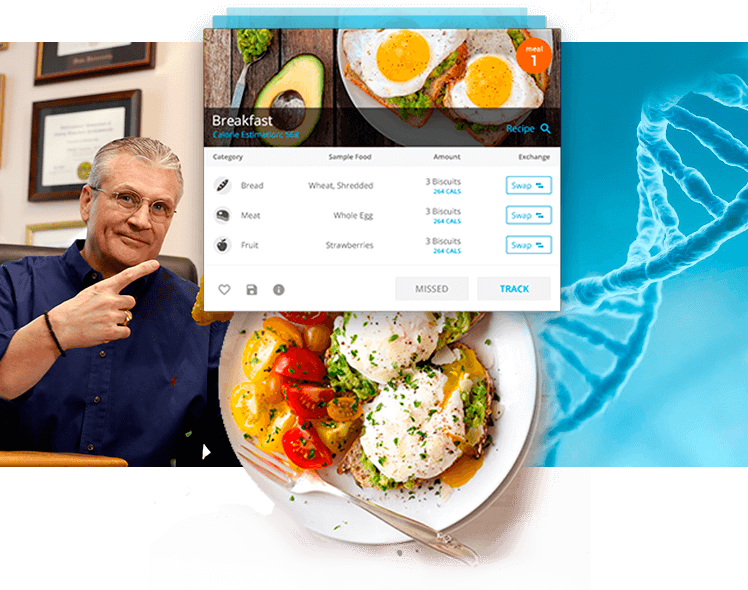 meal
1
Breakfast
Calorie Estimation: 568
Recipe
Category Sample Food Amount Exchange
Bread Wheat, Shredded 3 Biscuits Swap
264 CALS
Meat Whole Egg 3 Biscuits Swap
264 CALS
Fruit Strawberries 3 Biscuits Swap
264 CALS
MISSED TRACK